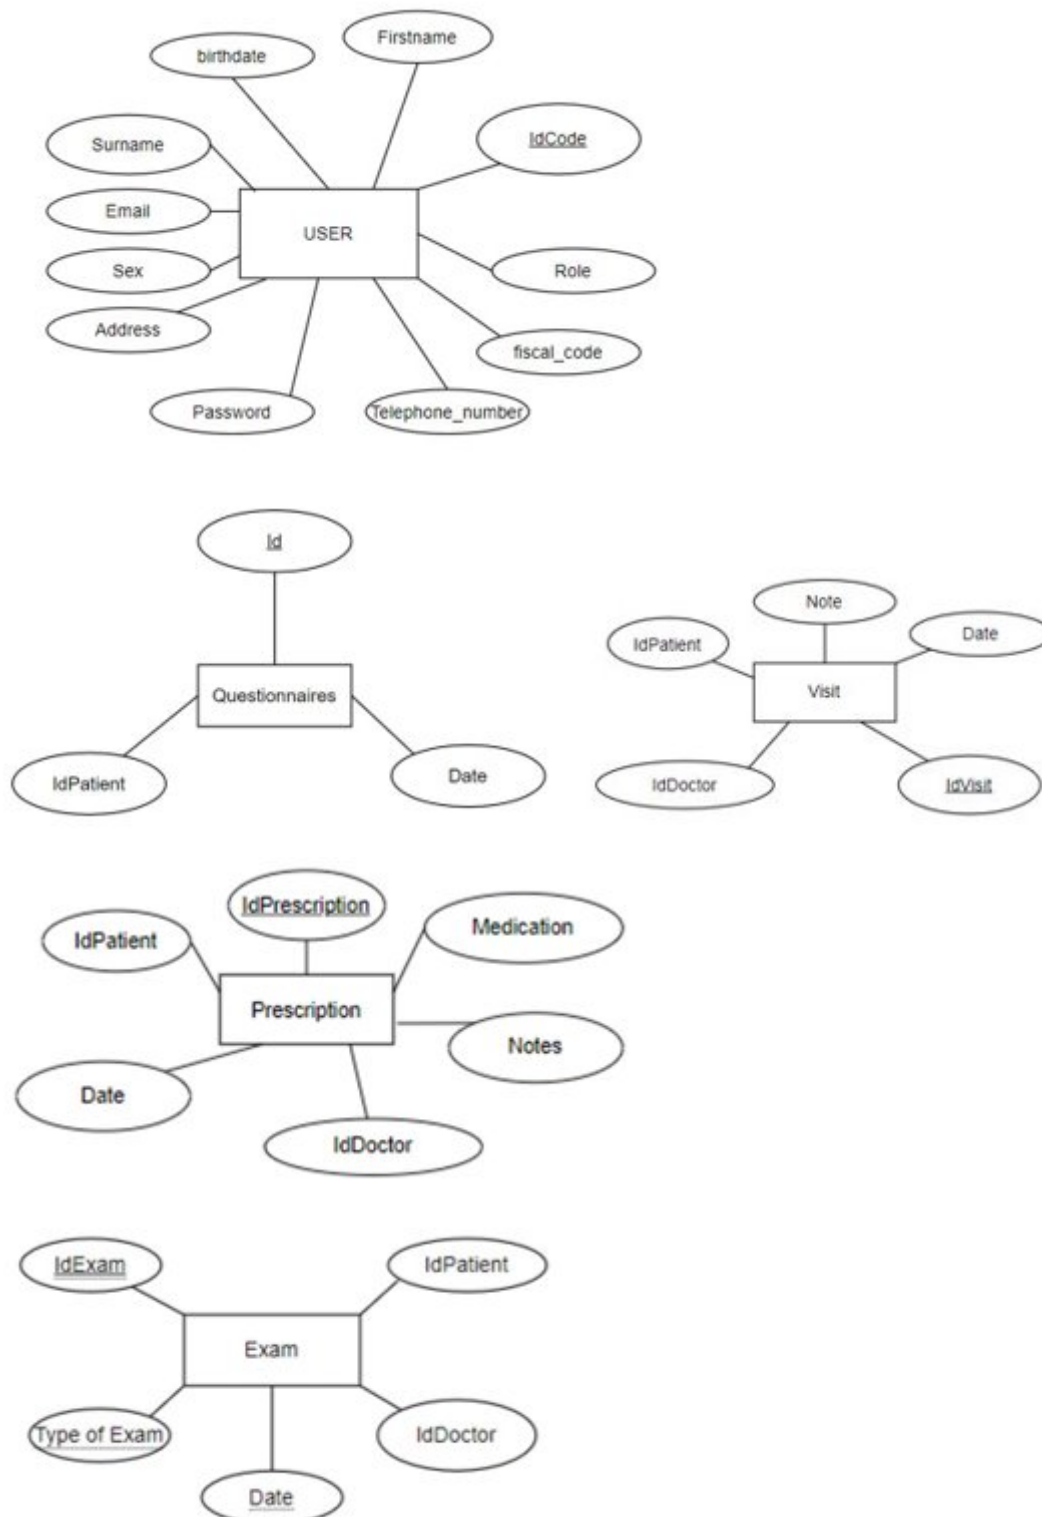 Firstname
birthdate
IdCode
Surname
Email
USER
Sex
Role
Address
fiscal_code
Password
Telephone_number
Id
Questionnaires
IdPatient
Date
Note
IdPatient
Date
Visit
IdDoctor
IdVisit
IdPrescription
Medication
IdPatient
Prescription
Notes
Date
IdDoctor
IdExam
IdPatient
Exam
Type of Exam
IdDoctor
Date